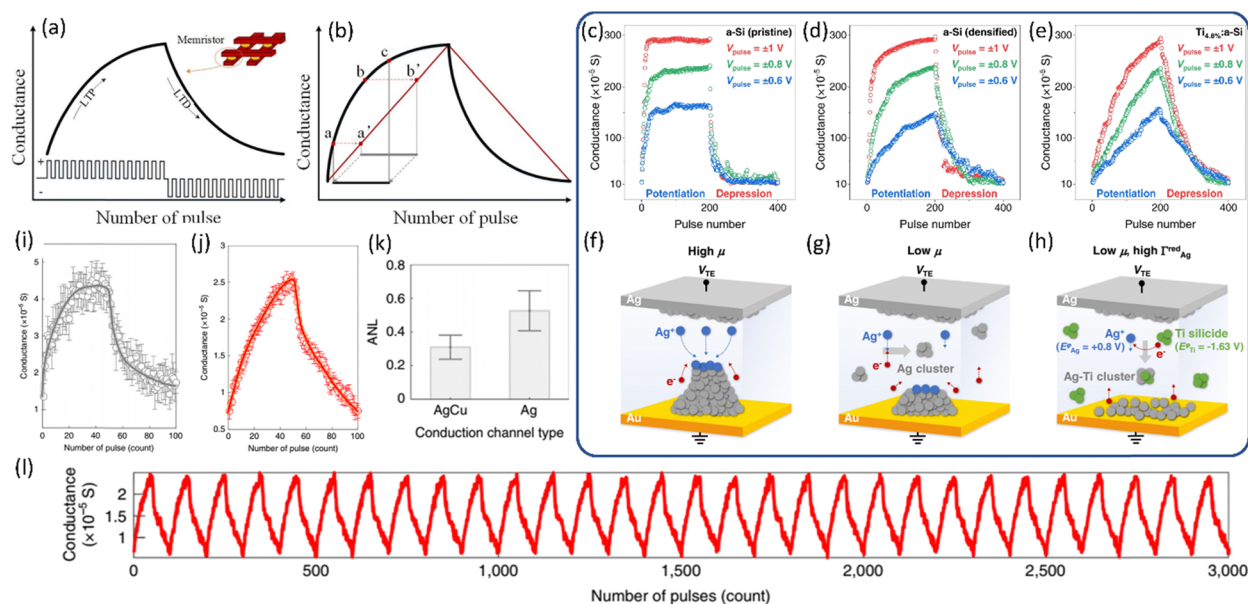 (a)
Conductance
LTP
LTD
Memristor
+
-
Number of pulse
(b)
Conductance
a
b
c
a'
b'
Number of pulse
(c)
a-Si (pristine)
Vpulse = ±1 V
Vpulse = ±0.8 V
Vpulse = ±0.6 V
Conductance (×10⁻⁵ S)
300
200
100
10
Potentiation Depression
0 200 400
Pulse number
(d)
a-Si (densified)
Vpulse = ±1 V
Vpulse = ±0.8 V
Vpulse = ±0.6 V
Conductance (×10⁻⁵ S)
300
200
100
10
Potentiation Depression
0 200 400
Pulse number
(e)
Ti4.8%:a-Si
Vpulse = ±1 V
Vpulse = ±0.8 V
Vpulse = ±0.6 V
Conductance (×10⁻⁵ S)
300
200
100
10
Potentiation Depression
0 200 400
Pulse number
(f)
High μ
VTE
Ag
Ag⁺
e⁻
Au
(g)
Low μ
VTE
Ag
Ag⁺
e⁻
Ag cluster
Au
(h)
Low μ, high Γ^red_Ag
VTE
Ag
Ag⁺
(E°Ag = +0.8 V)
Ti silicide
(E°Ti = -1.63 V)
e⁻
Ag-Ti cluster
Au
(i)
Conductance (×10⁻⁵ S)
5
4
3
2
1
0 20 40 60 80 100
Number of pulse (count)
(j)
Conductance (×10⁻⁵ S)
3
2.5
2
1.5
1
0.5
0 20 40 60 80 100
Number of pulse (count)
(k)
ANL
0.8
0.6
0.4
0.2
0
AgCu Ag
Conduction channel type
(l)
Conductance
(×10⁻⁵ S)
2
1.5
1
0 500 1,000 1,500 2,000 2,500 3,000
Number of pulses (count)